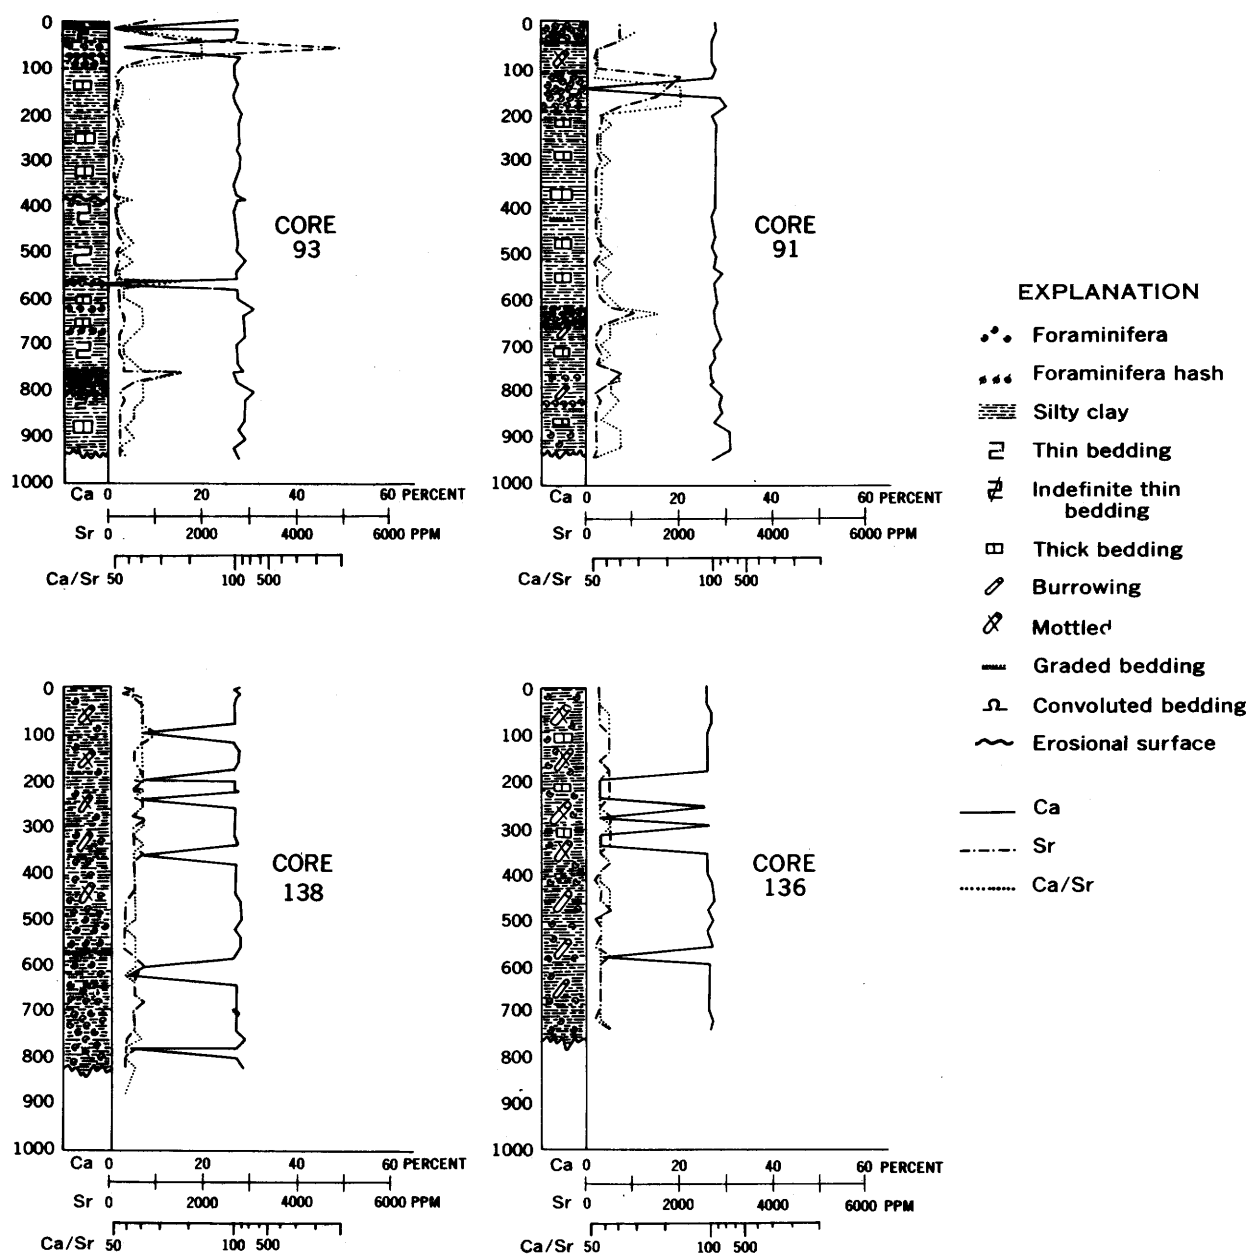 0
100
200
300
400
500
600
700
800
900
1000
CORE
93
Ca 0 20 40 60 PERCENT
Sr 0 2000 4000 6000 PPM
Ca/Sr 50 100 500
0
100
200
300
400
500
600
700
800
900
1000
CORE
91
Ca 0 20 40 60 PERCENT
Sr 0 2000 4000 6000 PPM
Ca/Sr 50 100 500
EXPLANATION
Foraminifera
Foraminifera hash
Silty clay
Thin bedding
Indefinite thin
bedding
Thick bedding
Burrowing
Mottled
Graded bedding
Convoluted bedding
Erosional surface
Ca
Sr
Ca/Sr
0
100
200
300
400
500
600
700
800
900
1000
CORE
138
Ca 0 20 40 60 PERCENT
Sr 0 2000 4000 6000 PPM
Ca/Sr 50 100 500
0
100
200
300
400
500
600
700
800
900
1000
CORE
136
Ca 0 20 40 60 PERCENT
Sr 0 2000 4000 6000 PPM
Ca/Sr 50 100 500